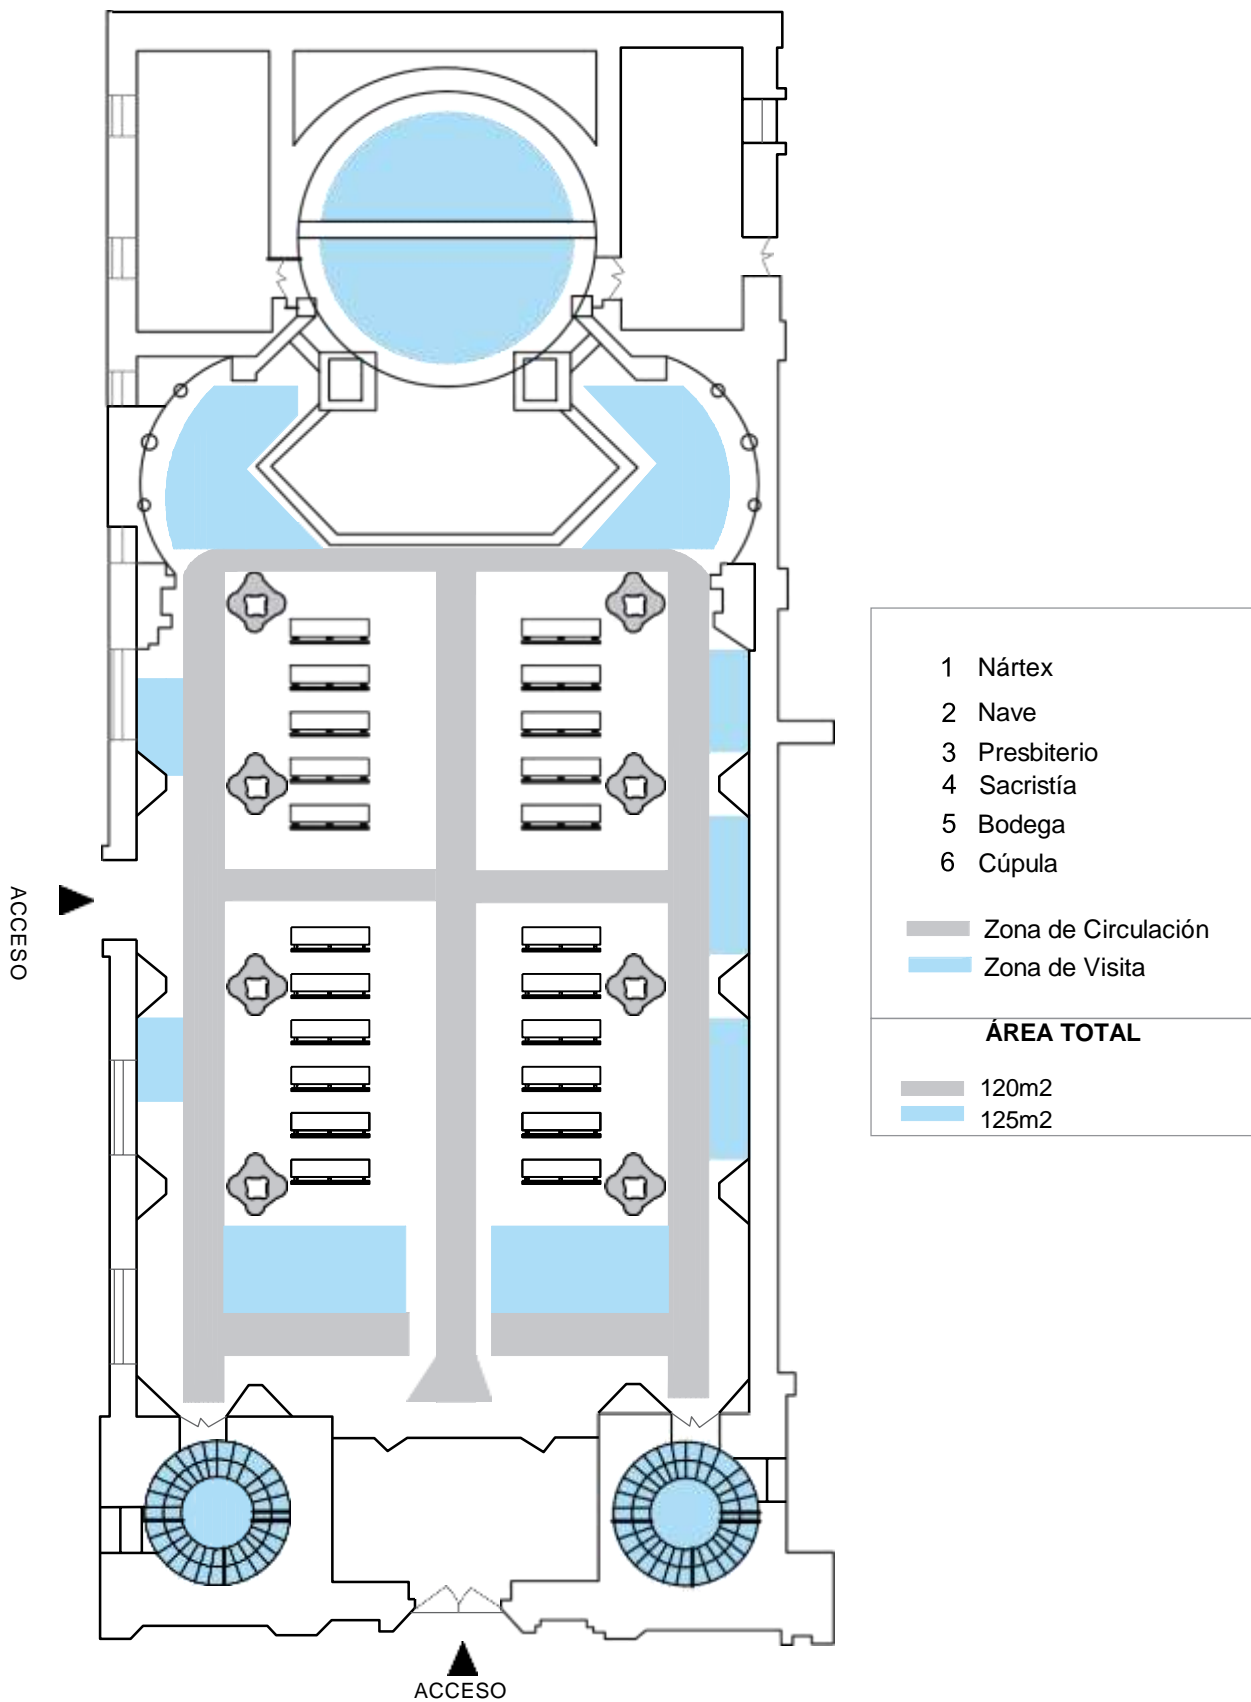 1 Nártex
2 Nave
3 Presbiterio
4 Sacristía
5 Bodega
6 Cúpula
ACCESO
Zona de Circulación
Zona de Visita
ÁREA TOTAL
120m2
125m2
ACCESO